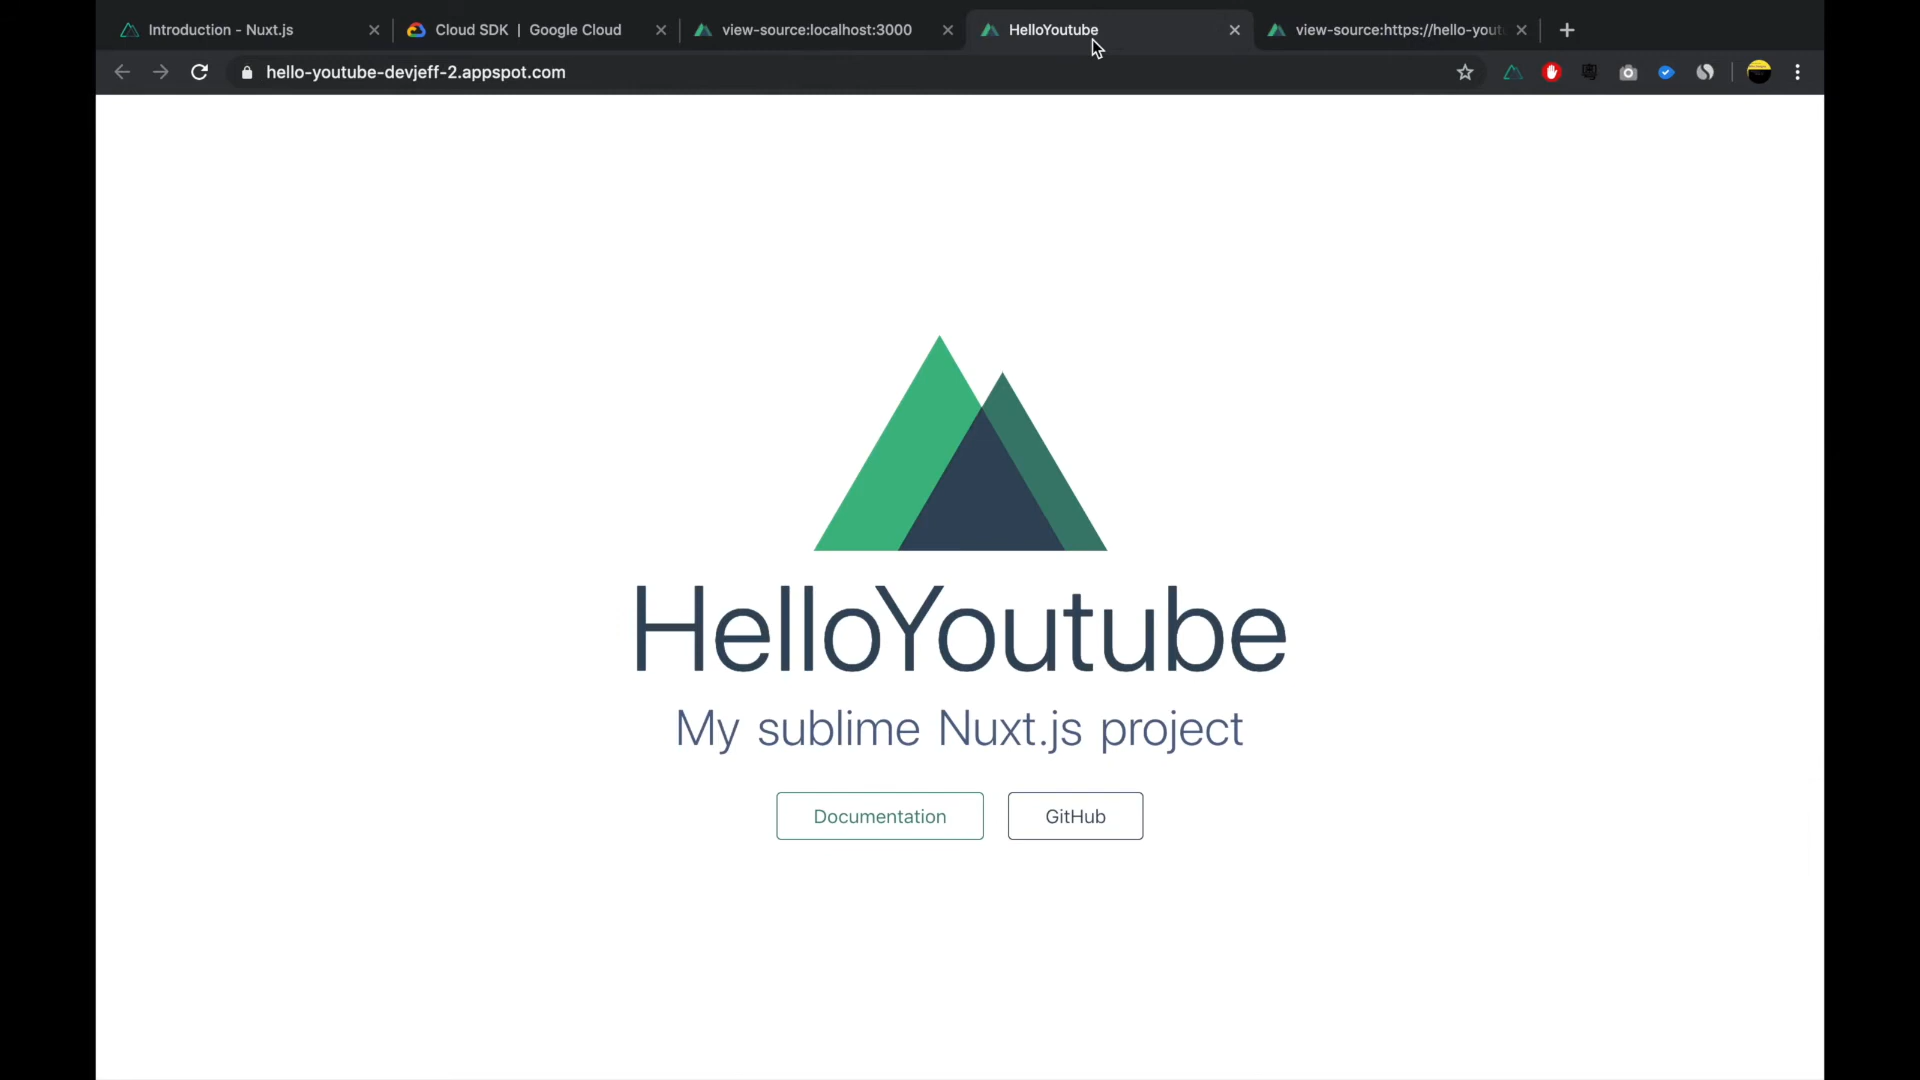 Introduction - Nuxt.js
Cloud SDK | Google Cloud
view-source:localhost:3000
HelloYoutube
view-source:https://hello-yout
hello-youtube-devjeff-2.appspot.com
HelloYoutube
My sublime Nuxt.js project
Documentation
GitHub